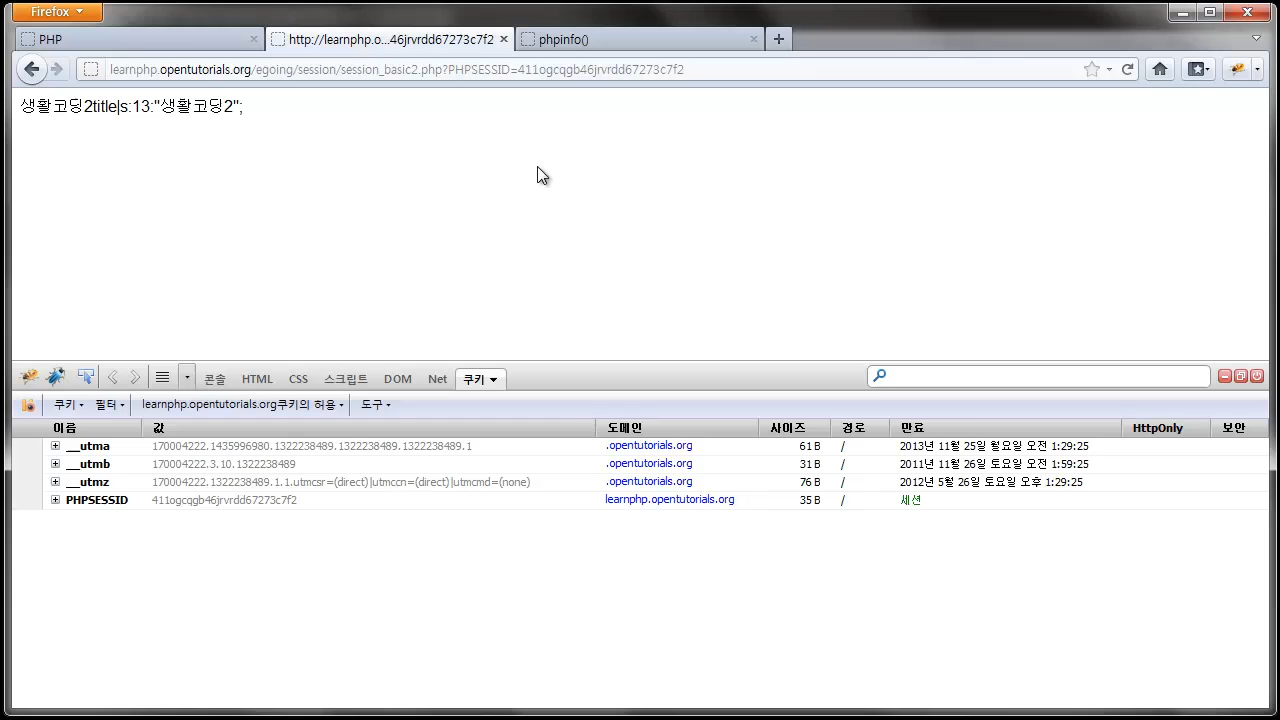 Firefox
PHP
http://learnphp.o...46jrvrdd67273c7f2
phpinfo()
learnphp.opentutorials.org/egoing/session/session_basic2.php?PHPSESSID=411ogcqgb46jrvrdd67273c7f2
생활코딩2title|s:13:"생활코딩2";
콘솔 HTML CSS 스크립트 DOM Net 쿠키
쿠키 필터 learnphp.opentutorials.org쿠키의 허용 도구
이름 값 도메인 사이즈 경로 만료 HttpOnly 보안
__utma 170004222.1435996980.1322238489.1322238489.1322238489.1 .opentutorials.org 61 B / 2013년 11월 25일 월요일 오전 1:29:25
__utmb 170004222.3.10.1322238489 .opentutorials.org 31 B / 2011년 11월 26일 토요일 오전 1:59:25
__utmz 170004222.1322238489.1.1.utmcsr=(direct)|utmccn=(direct)|utmcmd=(none) .opentutorials.org 76 B / 2012년 5월 26일 토요일 오후 1:29:25
PHPSESSID 411ogcqgb46jrvrdd67273c7f2 learnphp.opentutorials.org 35 B / 세션